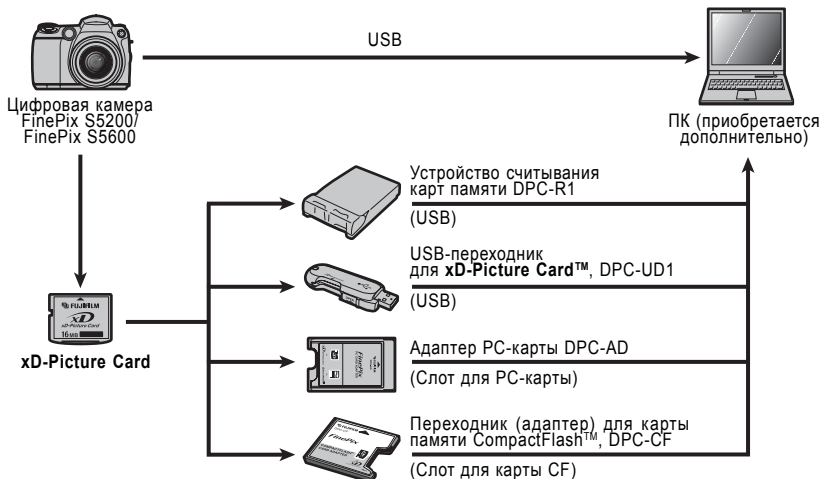 USB
Цифровая камера
FinePix S5200/
FinePix S5600
ПК (приобретается
дополнительно)
Устройство считывания
карт памяти DPC-R1
(USB)
USB-переходник
для xD-Picture Card™, DPC-UD1
(USB)
FUJIFILM
xD
xD-Picture Card
16MB
xD-Picture Card
Адаптер PC-карты DPC-AD
(Слот для PC-карты)
FinePix
Переходник (адаптер) для карты
памяти CompactFlash™, DPC-CF
(Слот для карты CF)
FinePix